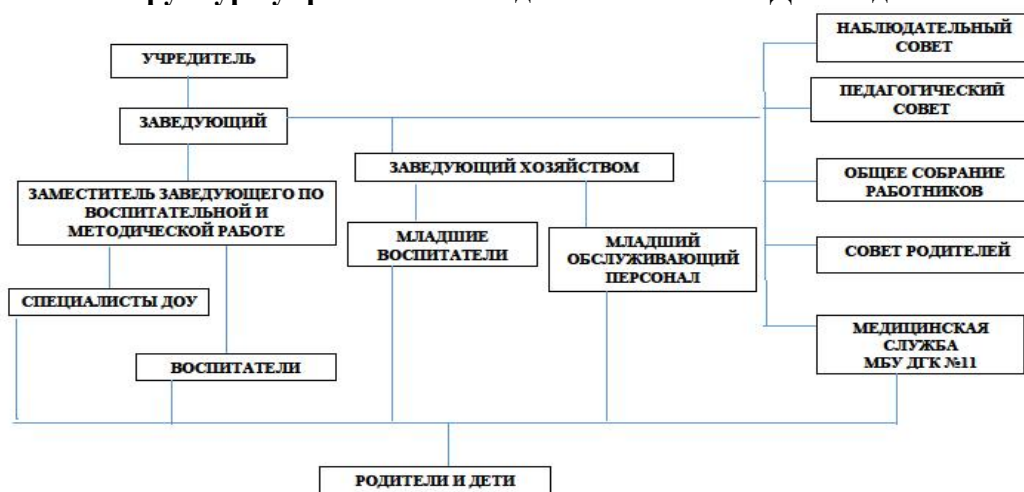 УЧРЕДИТЕЛЬ
НАБЛЮДАТЕЛЬНЫЙ
СОВЕТ
ЗАВЕДУЮЩИЙ
ПЕДАГОГИЧЕСКИЙ
СОВЕТ
ЗАВЕДУЮЩИЙ ХОЗЯЙСТВОМ
ОБЩЕЕ СОБРАНИЕ
РАБОТНИКОВ
ЗАМЕСТИТЕЛЬ ЗАВЕДУЮЩЕГО ПО
ВОСПИТАТЕЛЬНОЙ И
МЕТОДИЧЕСКОЙ РАБОТЕ
МЛАДШИЕ
ВОСПИТАТЕЛИ
МЛАДШИЙ
ОБСЛУЖИВАЮЩИЙ
ПЕРСОНАЛ
СОВЕТ РОДИТЕЛЕЙ
СПЕЦИАЛИСТЫ ДОУ
МЕДИЦИНСКАЯ
СЛУЖБА
МБУ ДГК №11
ВОСПИТАТЕЛИ
РОДИТЕЛИ И ДЕТИ